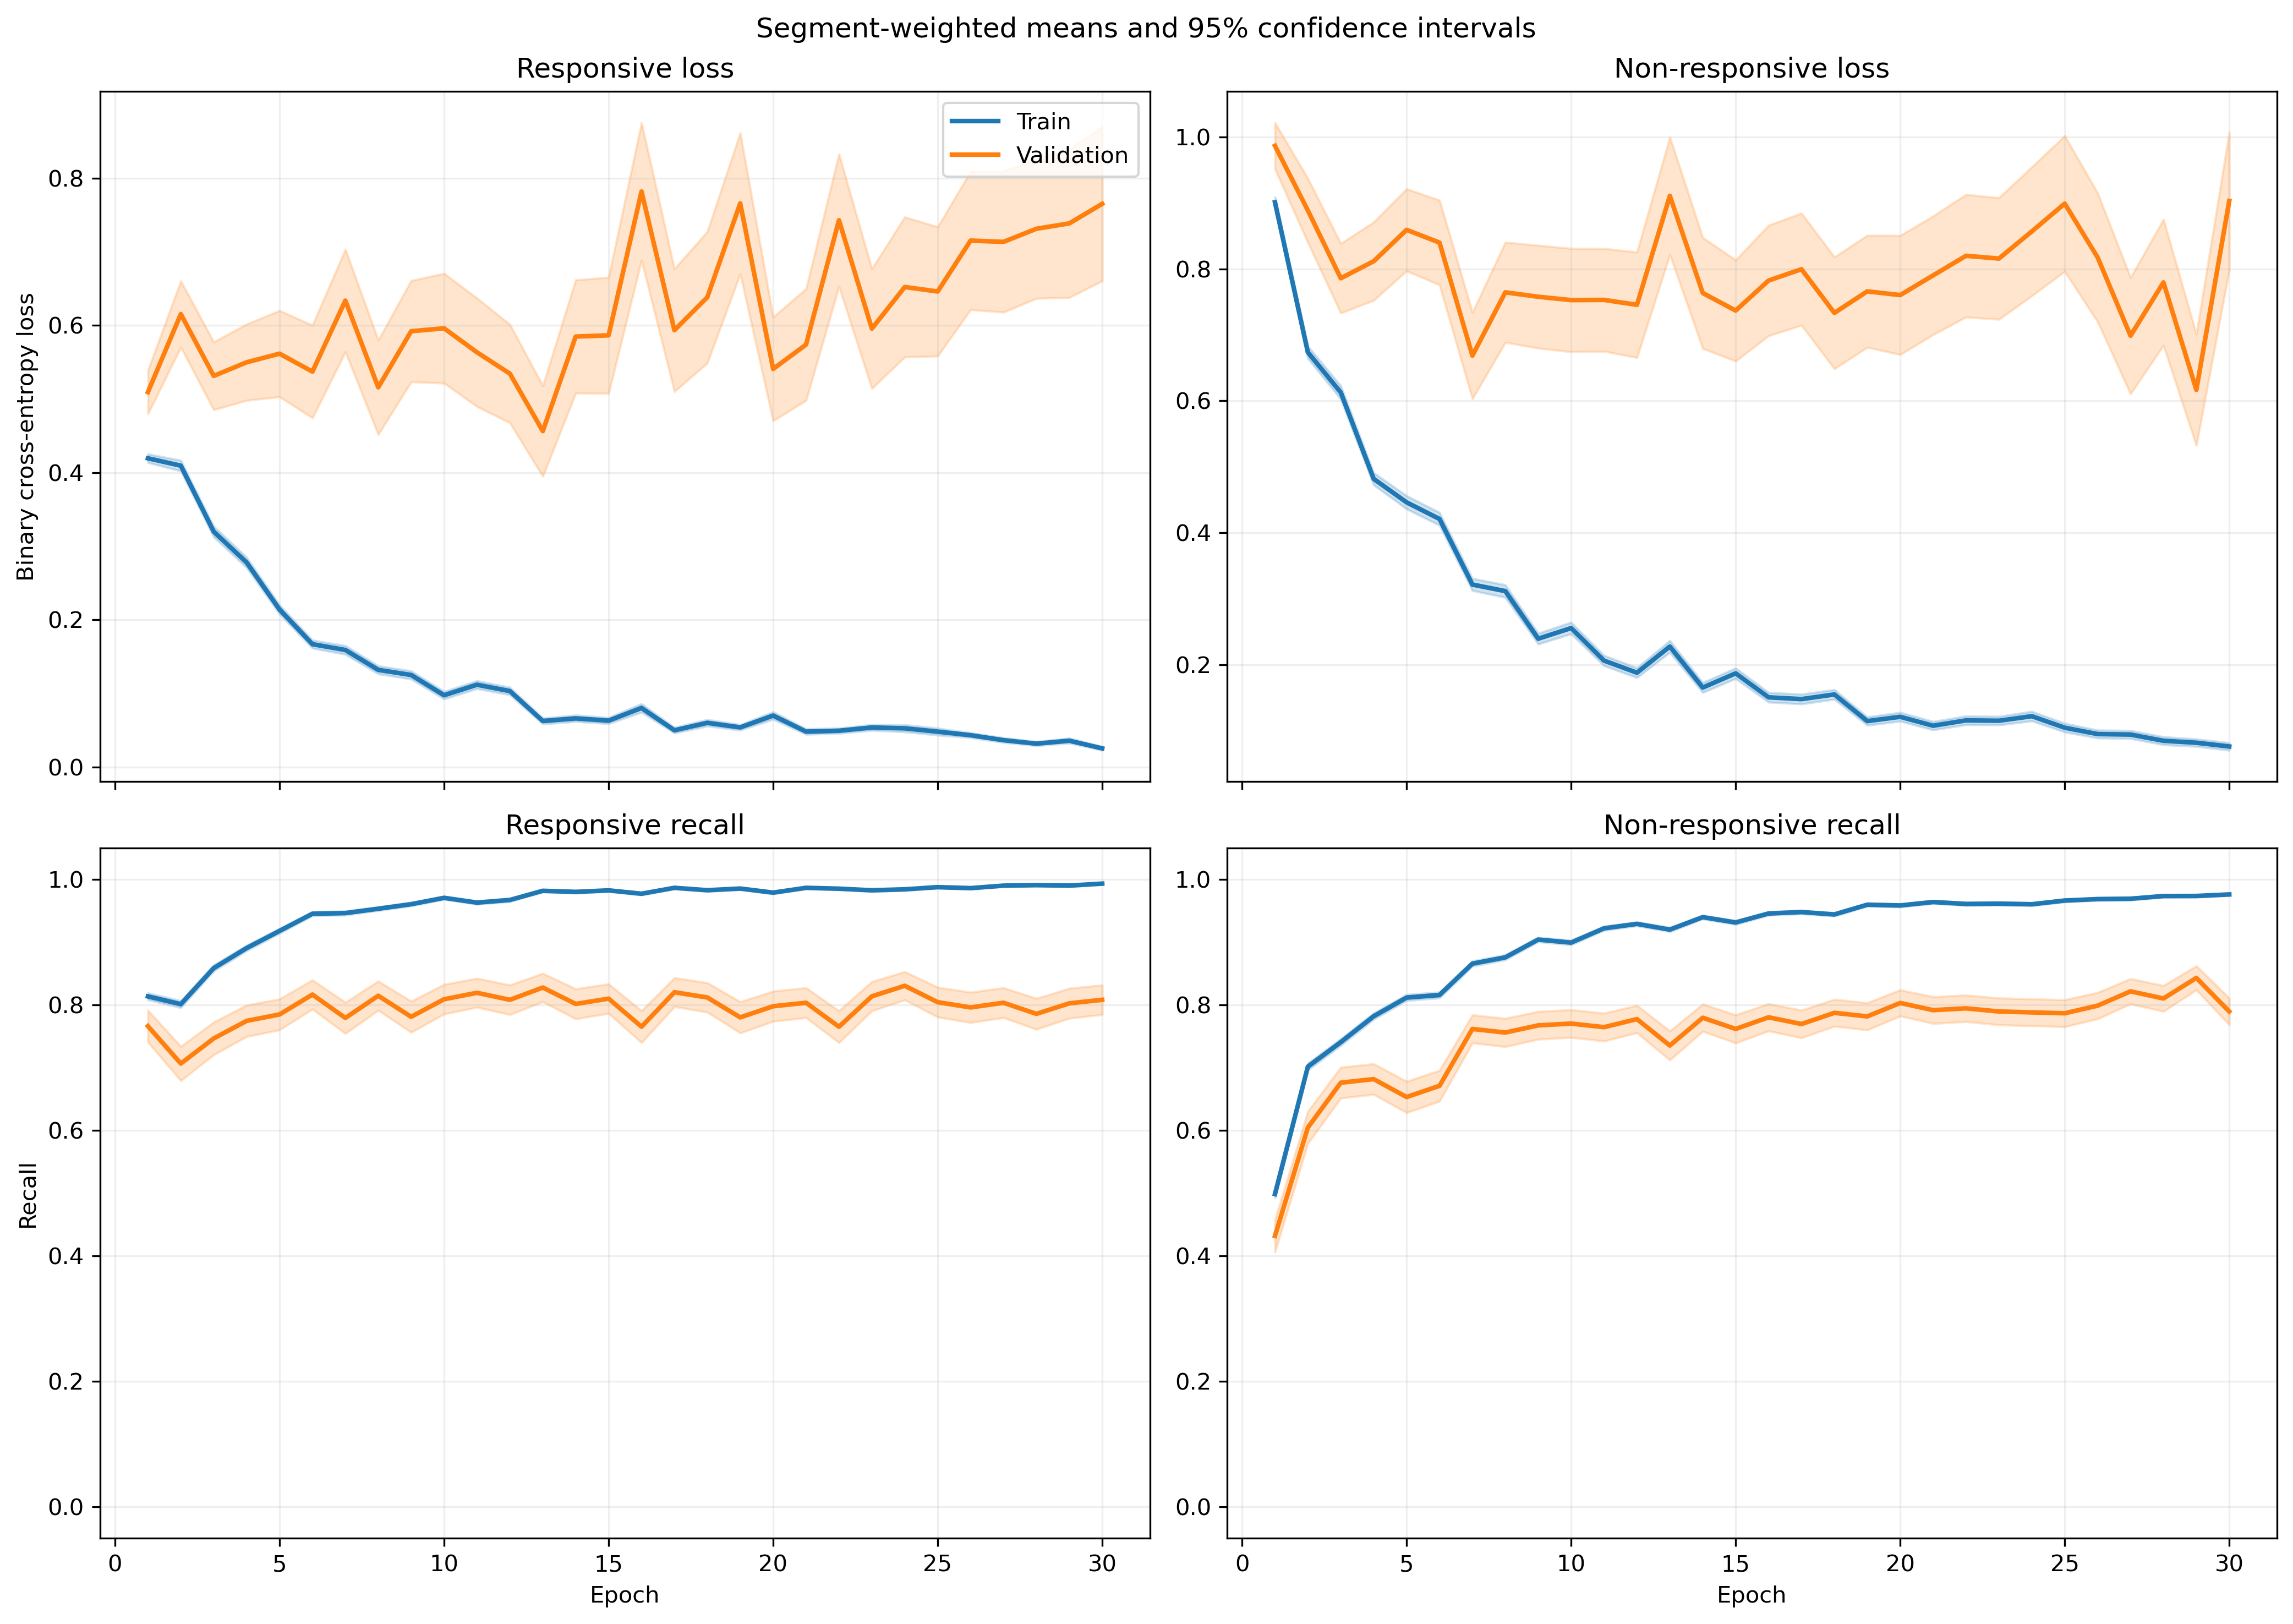 Segment-weighted means and 95% confidence intervals
Responsive loss
Non-responsive loss
Train
Validation
Binary cross-entropy loss
0.8
0.6
0.4
0.2
0.0
1.0
0.8
0.6
0.4
0.2
Responsive recall
Non-responsive recall
Recall
1.0
0.8
0.6
0.4
0.2
0.0
0 5 10 15 20 25 30
Epoch
1.0
0.8
0.6
0.4
0.2
0.0
0 5 10 15 20 25 30
Epoch